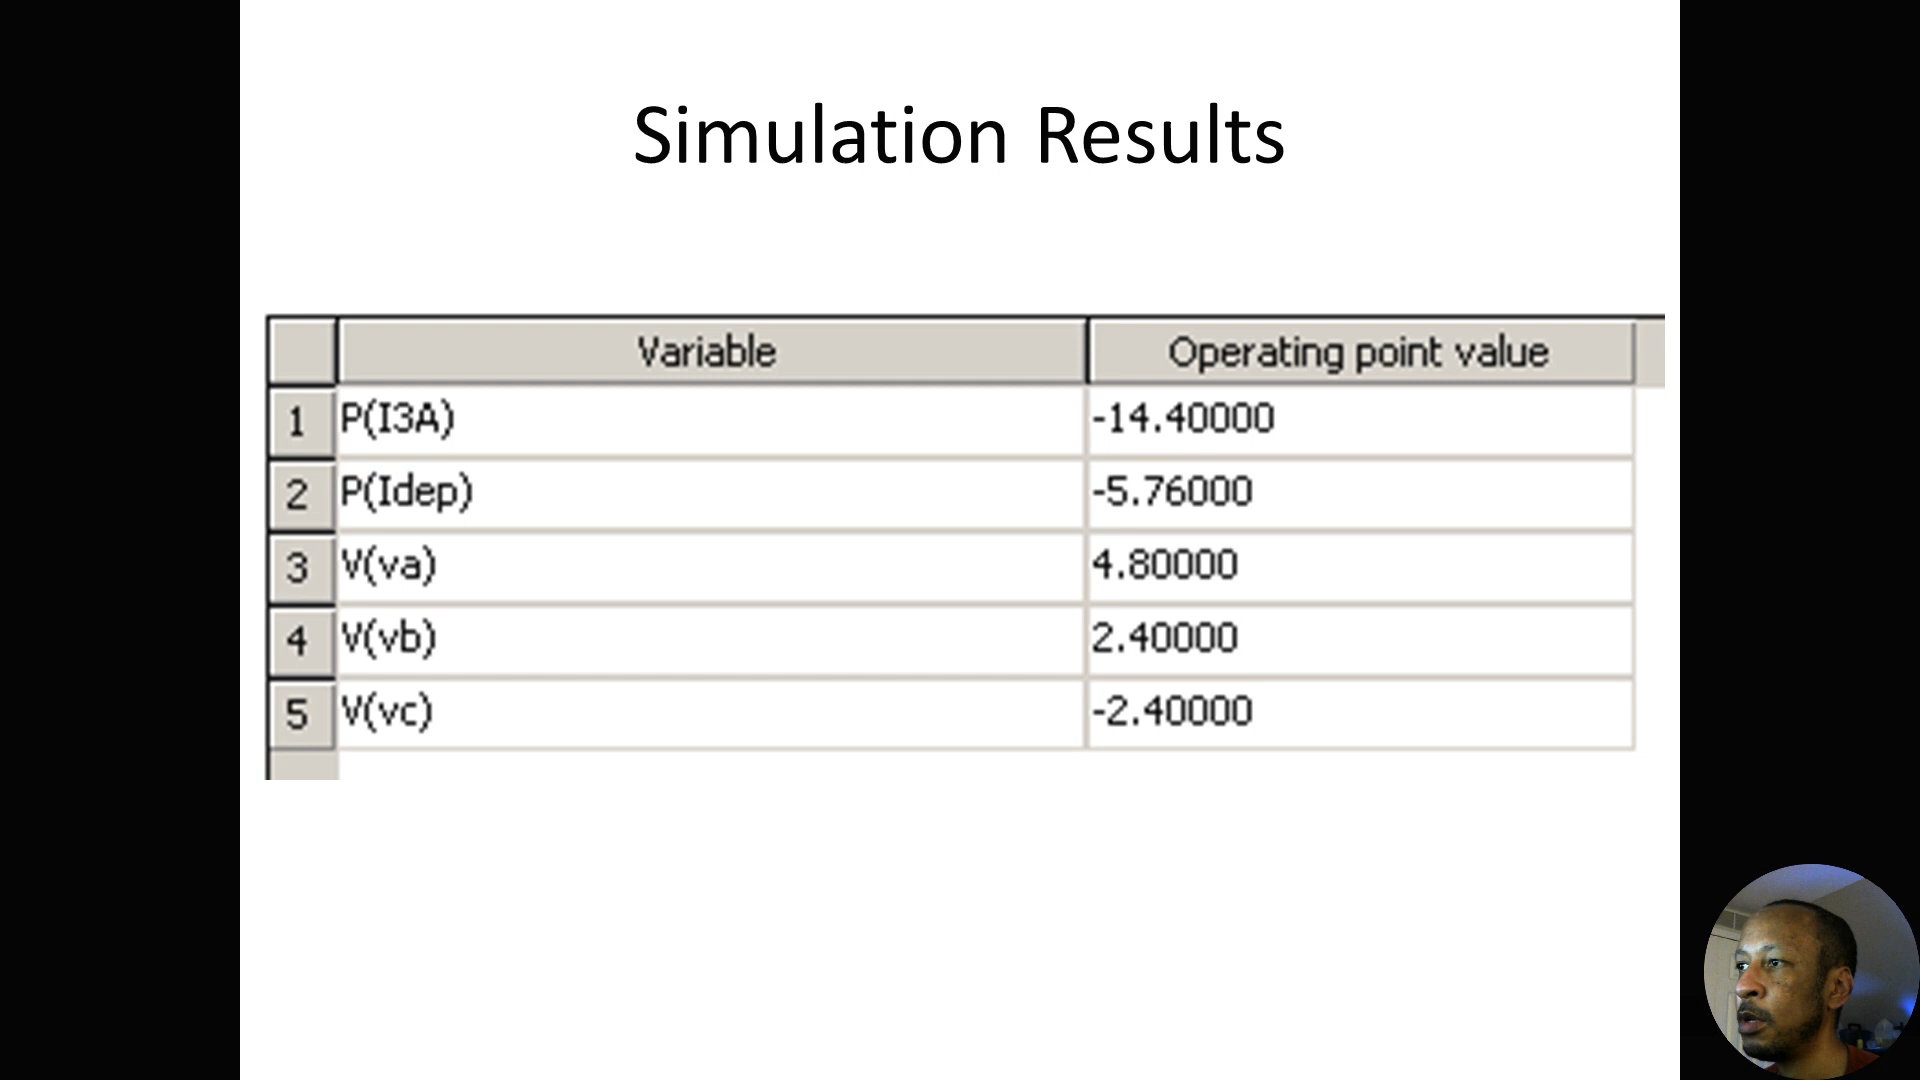 Simulation Results
Variable Operating point value
1 P(I3A) -14.40000
2 P(Idep) -5.76000
3 V(va) 4.80000
4 V(vb) 2.40000
5 V(vc) -2.40000